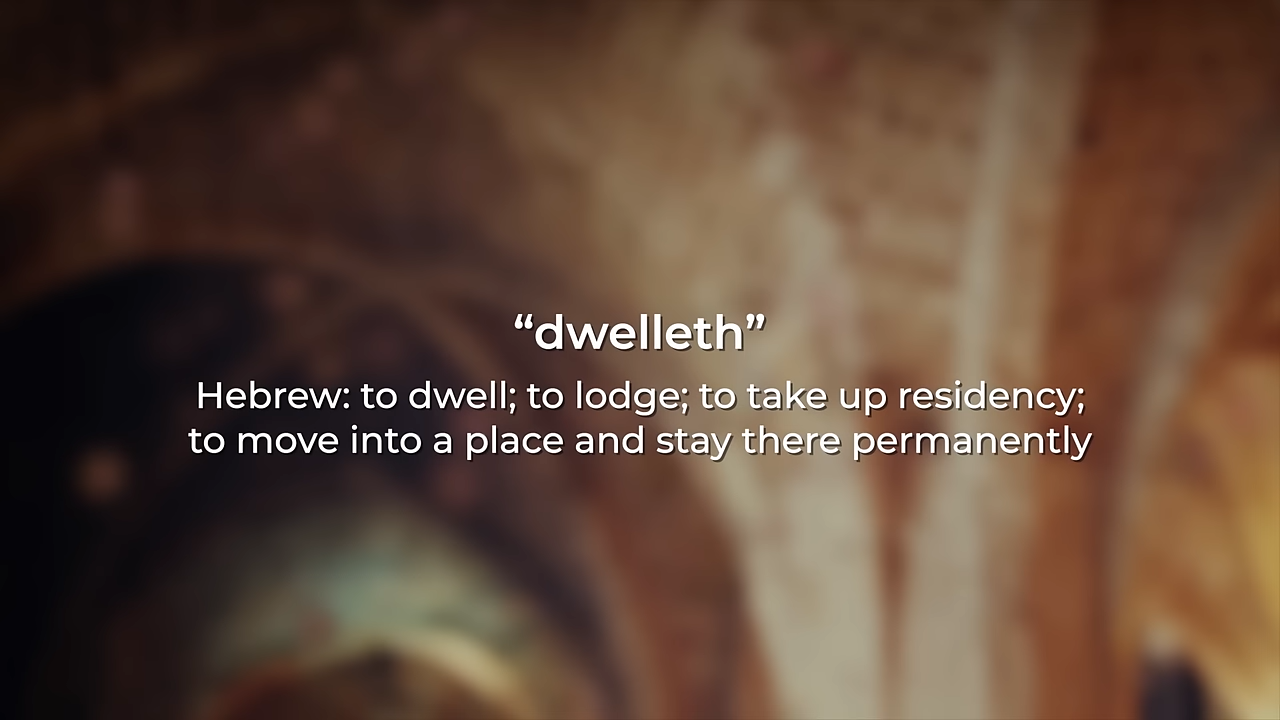 “dwelleth”
Hebrew: to dwell; to lodge; to take up residency;
to move into a place and stay there permanently